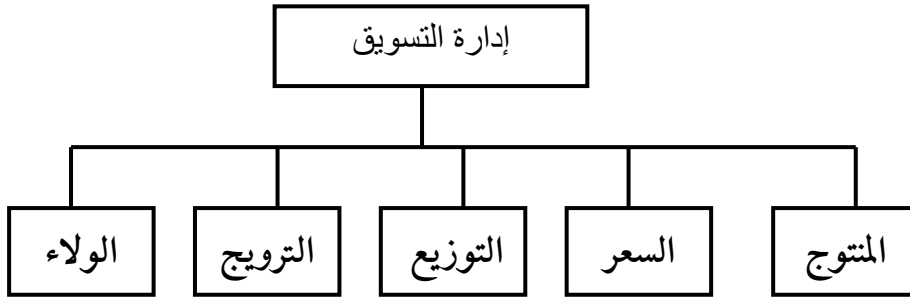 إدارة التسويق
المنتوج
السعر
التوزيع
الترويج
الولاء